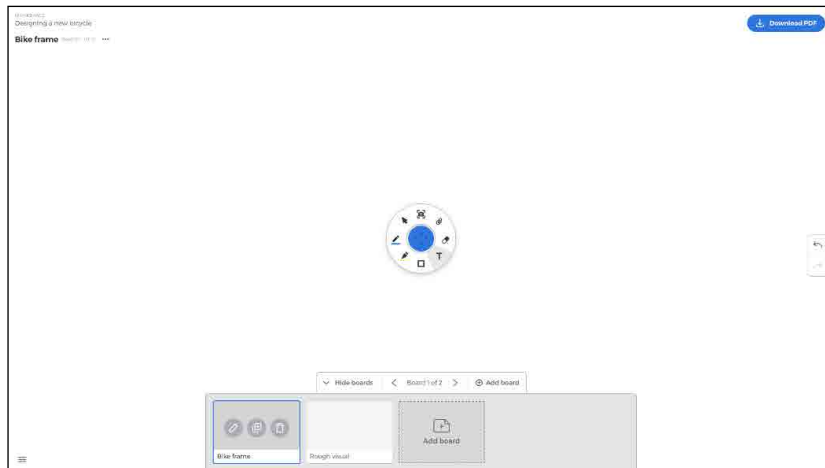 Designing a new bicycle
Download PDF
Bike frame
T
Hide boards
Board 1 of 2
Add board
Add board
Bike frame
Rough visual